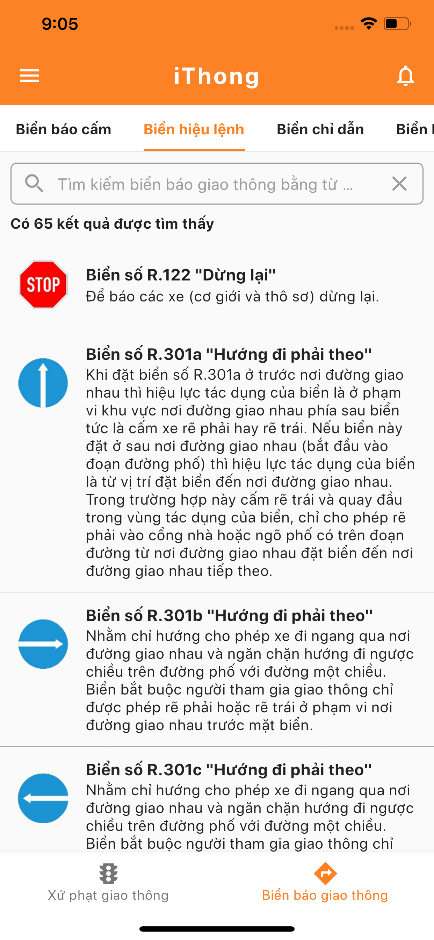 9:05
iThong
Biển báo cấm Biển hiệu lệnh Biển chỉ dẫn Biển
Tìm kiếm biển báo giao thông bằng từ ...
Có 65 kết quả được tìm thấy
STOP
Biển số R.122 "Dừng lại"
Để báo các xe (cơ giới và thô sơ) dừng lại.
Biển số R.301a "Hướng đi phải theo"
Khi đặt biển số R.301a ở trước nơi đường giao
nhau thì hiệu lực tác dụng của biển là ở phạm
vi khu vực nơi đường giao nhau phía sau biển
tức là cấm xe rẽ phải hay rẽ trái. Nếu biển này
đặt ở sau nơi đường giao nhau (bắt đầu vào
đoạn đường phố) thì hiệu lực tác dụng của biển
là từ vị trí đặt biển đến nơi đường giao nhau.
Trong trường hợp này cấm rẽ trái và quay đầu
trong vùng tác dụng của biển, chỉ cho phép rẽ
phải vào cổng nhà hoặc ngõ phố có trên đoạn
đường từ nơi đường giao nhau đặt biển đến nơi
đường giao nhau tiếp theo.
Biển số R.301b "Hướng đi phải theo"
Nhằm chỉ hướng cho phép xe đi ngang qua nơi
đường giao nhau và ngăn chặn hướng đi ngược
chiều trên đường phố với đường một chiều.
Biển bắt buộc người tham gia giao thông chỉ
được phép rẽ phải hoặc rẽ trái ở phạm vi nơi
đường giao nhau trước mặt biển.
Biển số R.301c "Hướng đi phải theo"
Nhằm chỉ hướng cho phép xe đi ngang qua nơi
đường giao nhau và ngăn chặn hướng đi ngược
chiều trên đường phố với đường một chiều.
Biển bắt buộc người tham gia giao thông chỉ
Xử phạt giao thông Biển báo giao thông